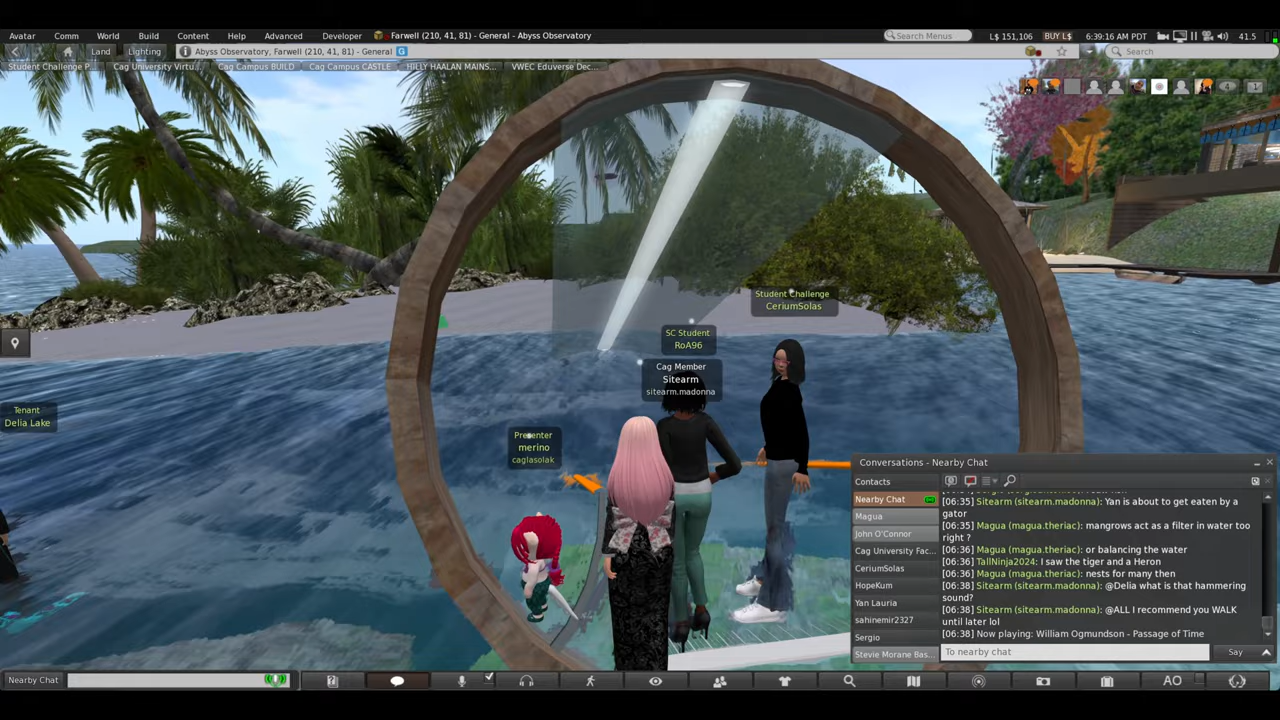 Avatar Comm World Build Content Help Advanced Developer Farwell (210, 41, 81) - General - Abyss Observatory Search Menus L$ 151,106 BUY L$ 6:39:16 AM PDT 41.5
Land Lighting Abyss Observatory, Farwell (210, 41, 81) - General G Search
Student Challenge P Cag University Virtu... Cag Campus BUILD Cag Campus CASTLE HILLY HAALAN MAINS... VWEC Eduverse Dec...
4 1
Student Challenge
CeriumSolas
SC Student
RoA96
Cag Member
Sitearm
sitearm.madonna
Tenant
Delia Lake
Presenter
merino
caglasolak
Conversations - Nearby Chat
Contacts
Nearby Chat
Magua
John O'Connor
Cag University Fac...
CeriumSolas
HopeKum
Yan Lauria
sahinemir2327
Sergio
Stevie Morane Bas...
[06:35] Sitearm (sitearm.madonna): Yan is about to get eaten by a
gator
[06:35] Magua (magua.theriac): mangrows act as a filter in water too
right ?
[06:36] Magua (magua.theriac): or balancing the water
[06:36] TallNinja2024: I saw the tiger and a Heron
[06:36] Magua (magua.theriac): nests for many then
[06:38] Sitearm (sitearm.madonna): @Delia what is that hammering
sound?
[06:38] Sitearm (sitearm.madonna): @ALL I recommend you WALK
until later lol
[06:38] Now playing: William Ogmundson - Passage of Time
To nearby chat Say
Nearby Chat AO